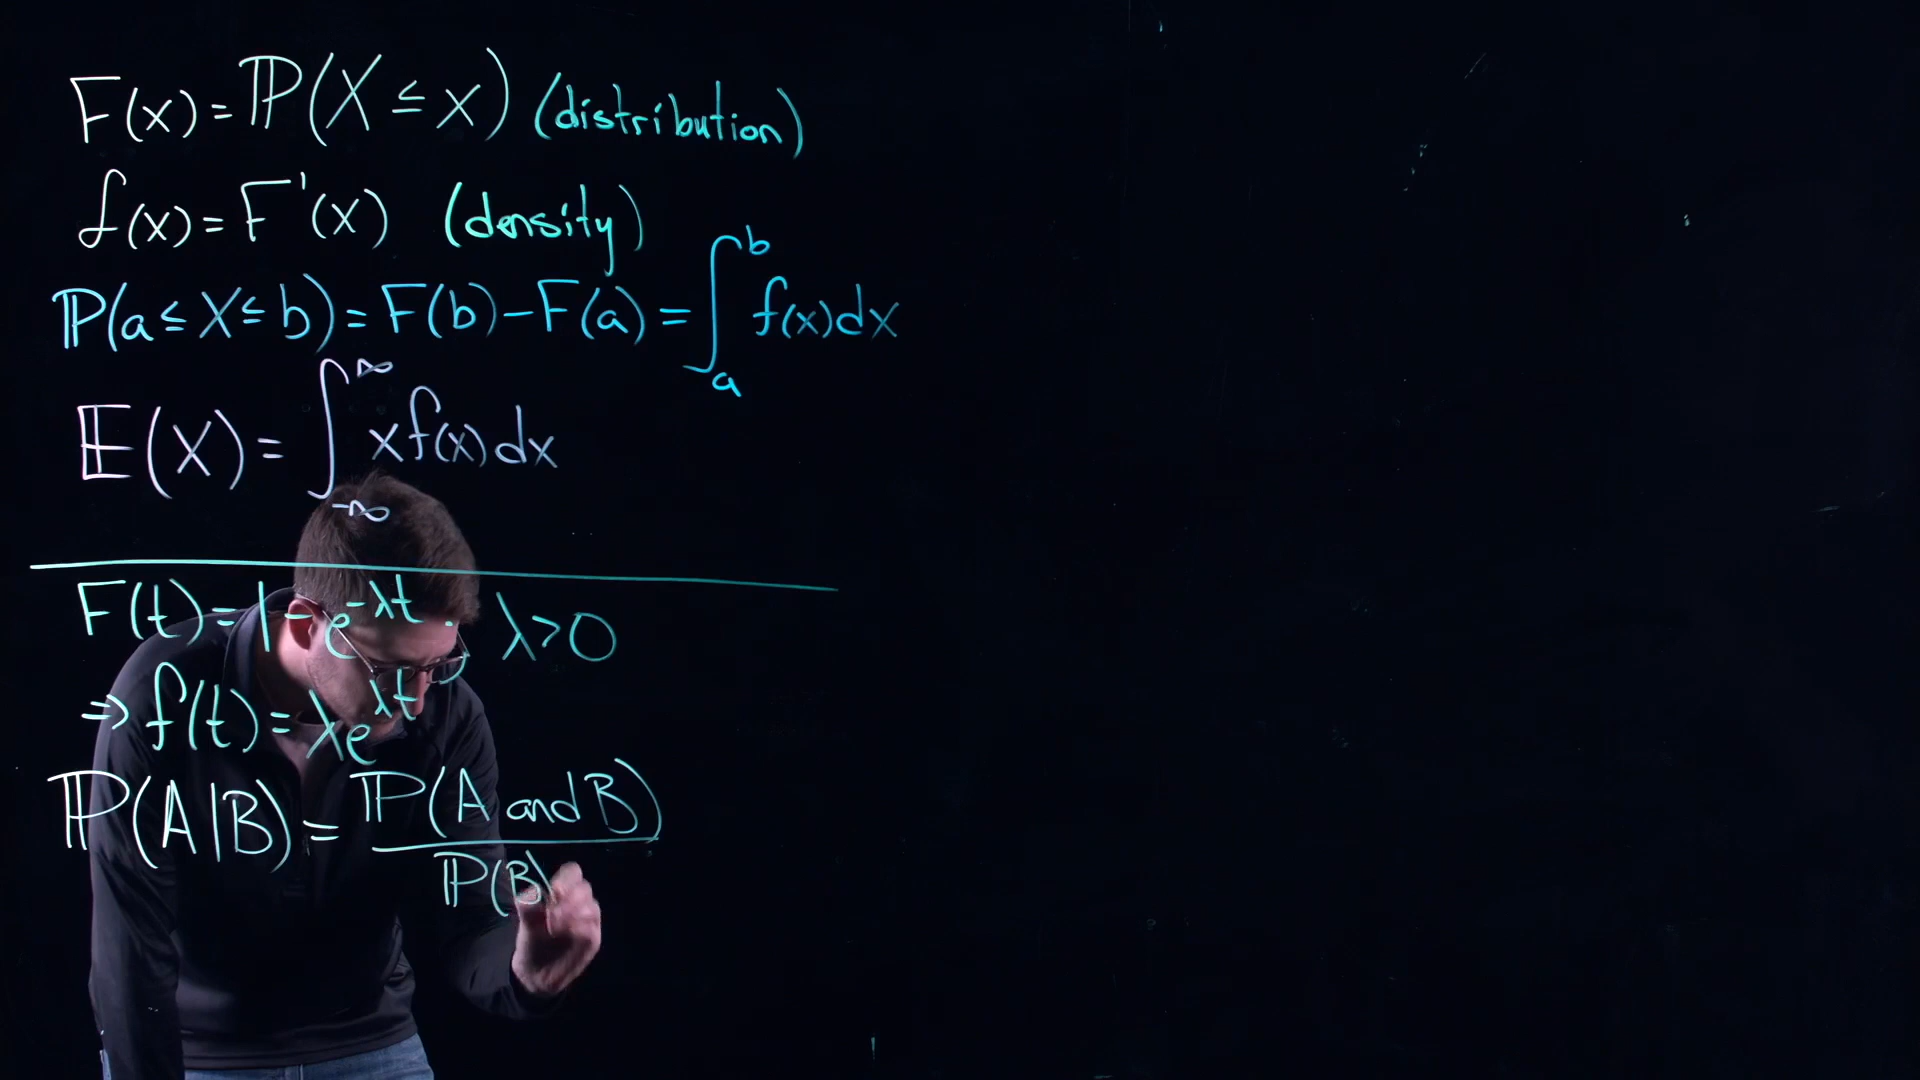 F(x) = ℙ(X ≤ x) (distribution)
f(x) = F'(x) (density)
ℙ(a ≤ X ≤ b) = F(b) - F(a) = ∫_a^b f(x)dx
𝔼(X) = ∫_{-∞}^{∞} x f(x) dx
F(t) = 1 - e^{-λt}; λ > 0
⇒ f(t) = λe^{λt}
ℙ(A|B) = ℙ(A and B) / ℙ(B)